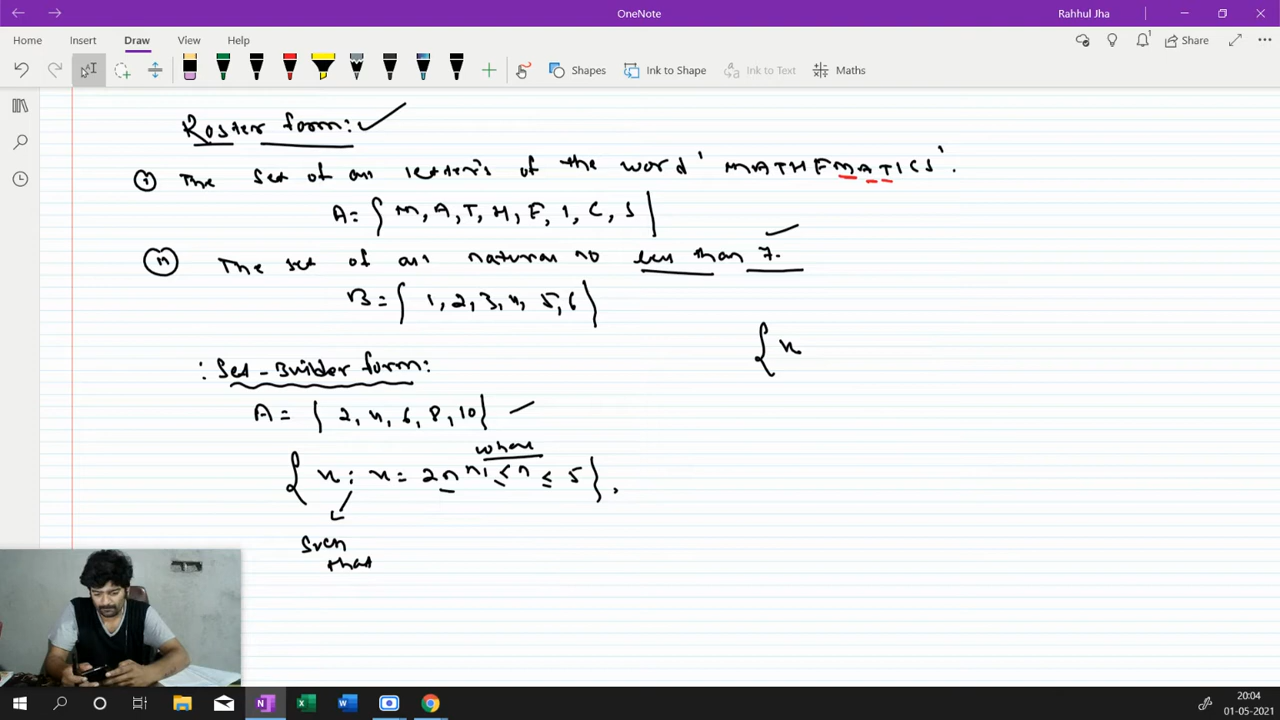 OneNote
Rahhul Jha
Home Insert Draw View Help
Share
Shapes Ink to Shape Ink to Text Maths
Roster form:
The set of all letters of the word 'MATHEMATICS'.
A = { M, A, T, H, E, I, C, S }
(ii) The set of all natural no less than 7.
B = { 1, 2, 3, 4, 5, 6 }
{ x
: Set-Builder form:
A = { 2, 4, 6, 8, 10 }
where
{ x : x = 2n 1 ≤ n ≤ 5 } .
Such
that
20:04
01-05-2021